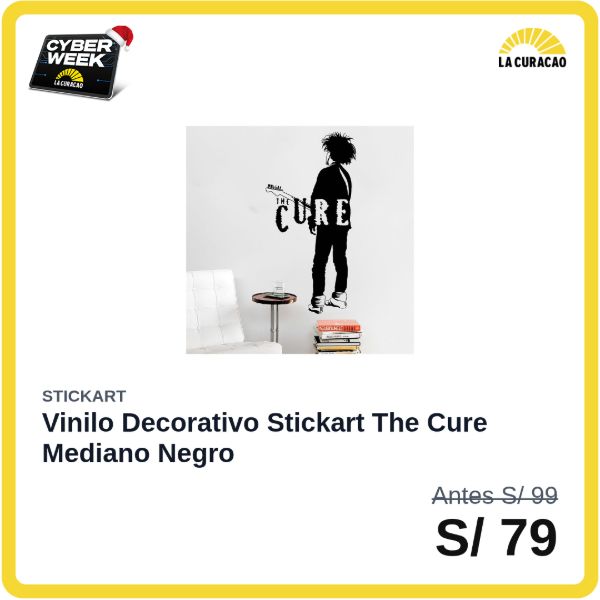 CYBER
WEEK
LA CURACAO
LA CURACAO
THE
CURE
STICKART
Vinilo Decorativo Stickart The Cure
Mediano Negro
Antes S/ 99
S/ 79